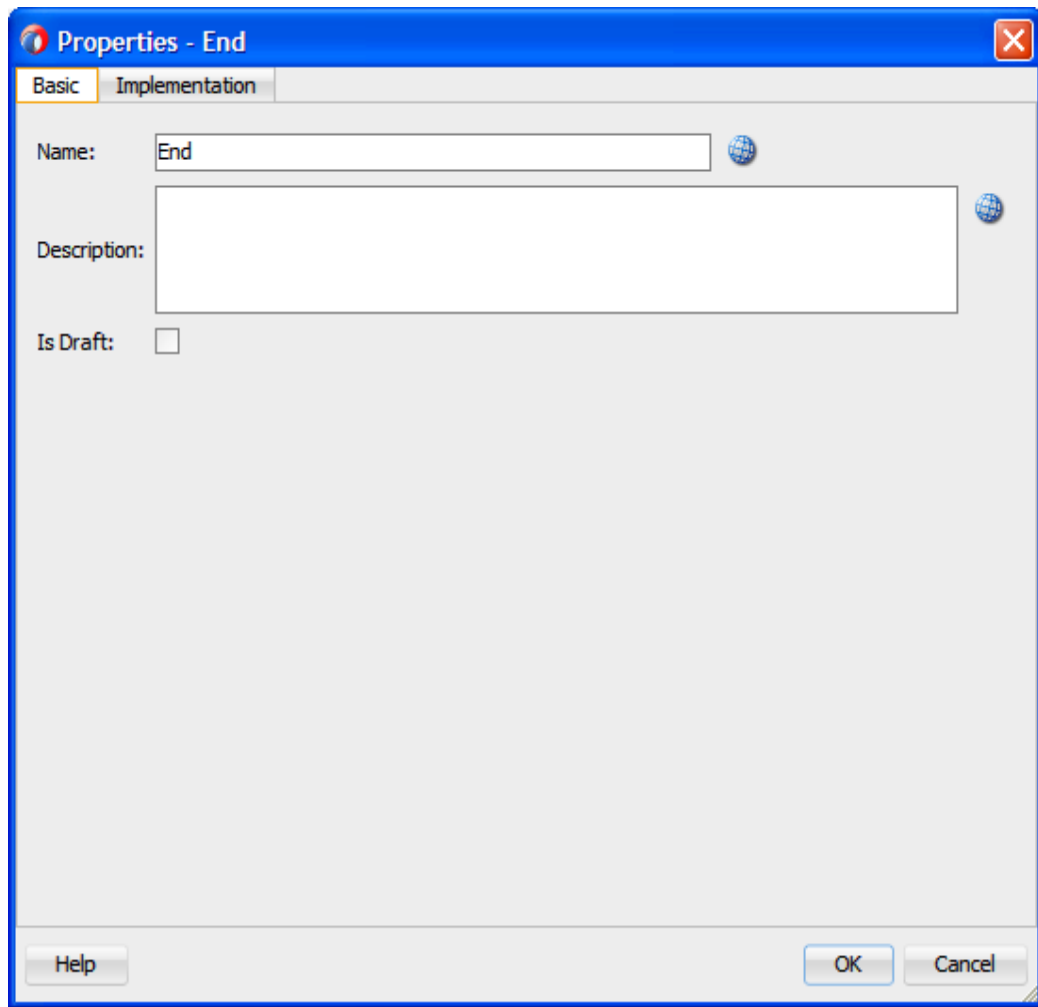 Properties - End
Basic Implementation
Name: End
Description:
Is Draft:
Help OK Cancel